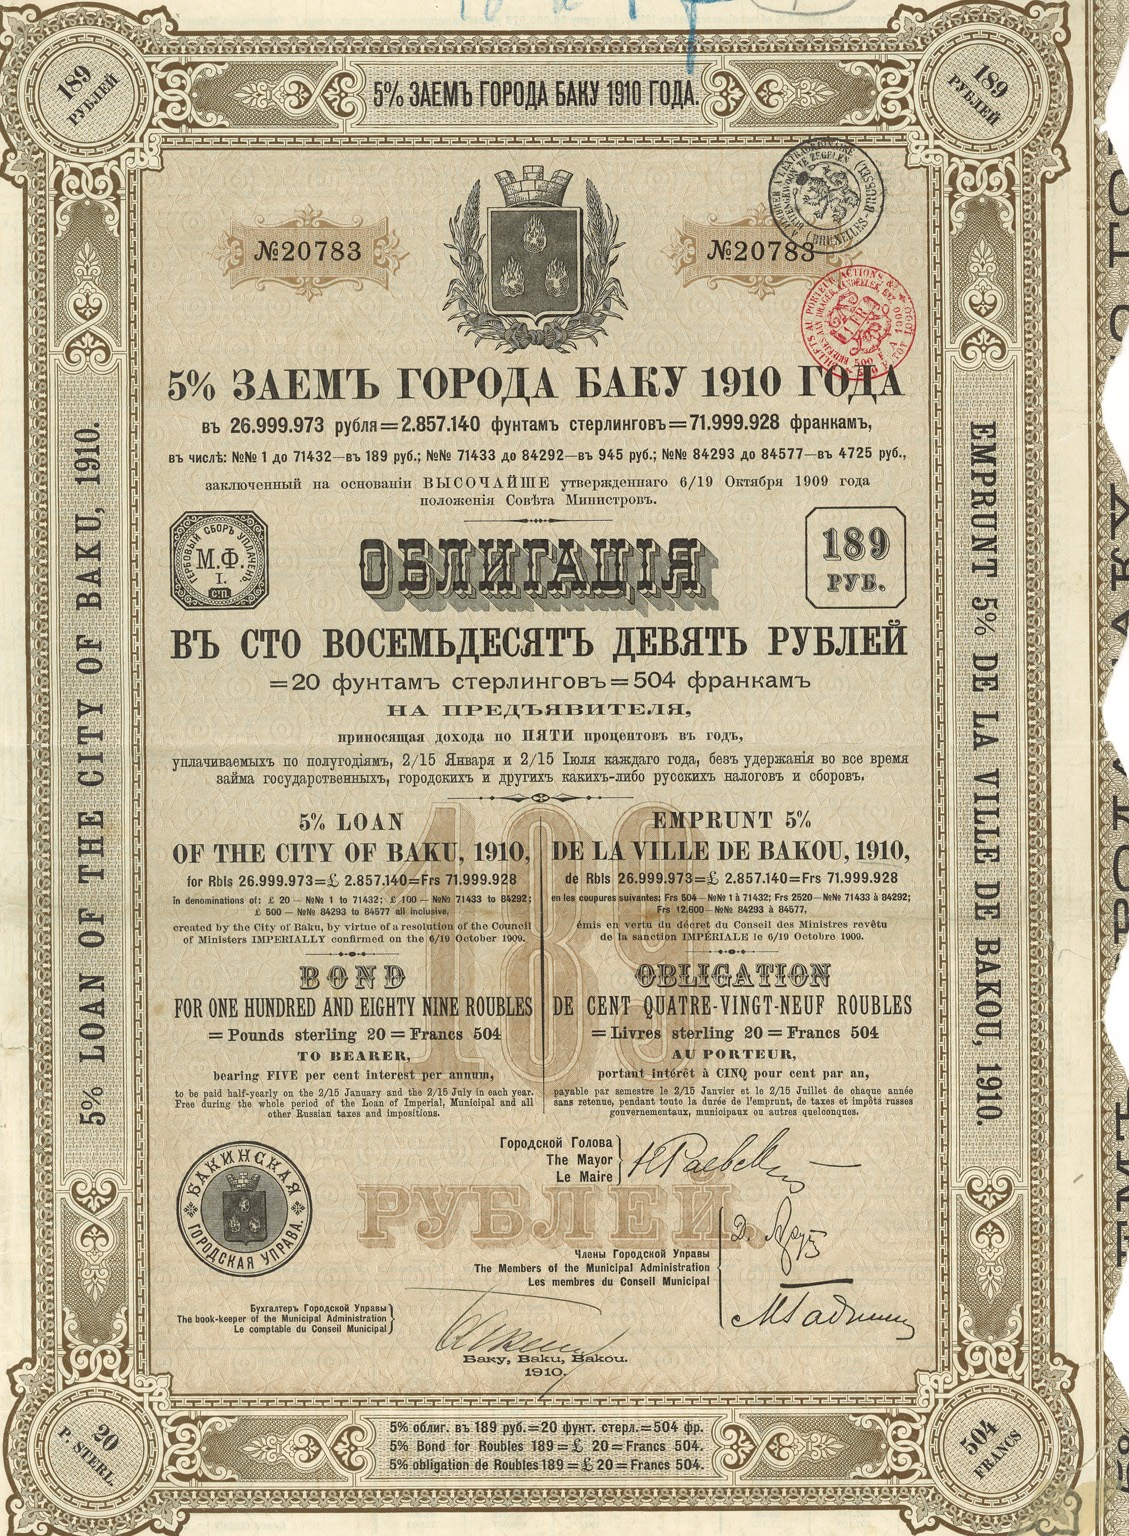 189
РУБЛЕЙ
5% ЗАЕМЪ ГОРОДА БАКУ 1910 ГОДА.
189
РУБЛЕЙ
№20783
№20783
5% ЗАЕМЪ ГОРОДА БАКУ 1910 ГОДА
въ 26.999.973 рубля=2.857.140 фунтамъ стерлинговъ=71.999.928 франкамъ,
въ числѣ: №№ 1 до 71432—въ 189 руб.; №№ 71433 до 84292—въ 945 руб.; №№ 84293 до 84577—въ 4725 руб.,
заключенный на основаніи ВЫСОЧАЙШЕ утвержденнаго 6/19 Октября 1909 года
положенія Совѣта Министровъ.
ГЕРБОВЫЙ СБОРЪ УПЛАЧЕНЪ.
М.Ф.
I.
С.П.
ОБЛИГАЦІЯ
189
РУБ.
ВЪ СТО ВОСЕМЬДЕСЯТЪ ДЕВЯТЬ РУБЛЕЙ
=20 фунтамъ стерлинговъ=504 франкамъ
НА ПРЕДЪЯВИТЕЛЯ,
приносящая дохода по ПЯТИ процентовъ въ годъ,
уплачиваемыхъ по полугодіямъ, 2/15 Января и 2/15 Іюля каждаго года, безъ удержанія во все время
займа государственныхъ, городскихъ и другихъ какихъ-либо русскихъ налоговъ и сборовъ.
5% LOAN
OF THE CITY OF BAKU, 1910,
for Rbls 26.999.973=£ 2.857.140=Frs 71.999.928
in denominations of: £ 20 — №№ 1 to 71432; £ 100 — №№ 71433 to 84292;
£ 500 — №№ 84293 to 84577 all inclusive,
created by the City of Baku, by virtue of a resolution of the Council
of Ministers IMPERIALLY confirmed on the 6/19 October 1909.
BOND
FOR ONE HUNDRED AND EIGHTY NINE ROUBLES
=Pounds sterling 20=Francs 504
TO BEARER,
bearing FIVE per cent interest per annum,
to be paid half-yearly on the 2/15 January and the 2/15 July in each year.
Free during the whole period of the Loan of Imperial, Municipal and all
other Russian taxes and impositions.
EMPRUNT 5%
DE LA VILLE DE BAKOU, 1910,
de Rbls 26.999.973=£ 2.857.140=Frs 71.999.928
en les coupures suivantes: Frs 504—№№ 1 à 71432; Frs 2520—№№ 71433 à 84292;
Frs 12.600—№№ 84293 à 84577,
émis en vertu du décret du Conseil des Ministres revêtu
de la sanction IMPÉRIALE le 6/19 Octobre 1909.
OBLIGATION
DE CENT QUATRE-VINGT-NEUF ROUBLES
=Livres sterling 20=Francs 504
AU PORTEUR,
portant intérêt à CINQ pour cent par an,
payable par semestre le 2/15 Janvier et le 2/15 Juillet de chaque année
sans retenue, pendant toute la durée de l'emprunt, de taxes et impôts russes
gouvernementaux, municipaux ou autres quelconques.
189
РУБЛЕЙ.
Городской Голова
The Mayor
Le Maire
БАКИНСКАЯ
ГОРОДСКАЯ УПРАВА.
Члены Городской Управы
The Members of the Municipal Administration
Les membres du Conseil Municipal
Бухгалтеръ Городской Управы
The book-keeper of the Municipal Administration
Le comptable du Conseil Municipal
Баку, Baku, Bakou.
1910.
5% LOAN OF THE CITY OF BAKU, 1910.
EMPRUNT 5% DE LA VILLE DE BAKOU, 1910.
20
P. STERL.
5% облиг. въ 189 руб.=20 фунт. стерл.=504 фр.
5% Bond for Roubles 189=£ 20=Francs 504.
5% obligation de Roubles 189=£ 20=Francs 504.
504
FRANCS